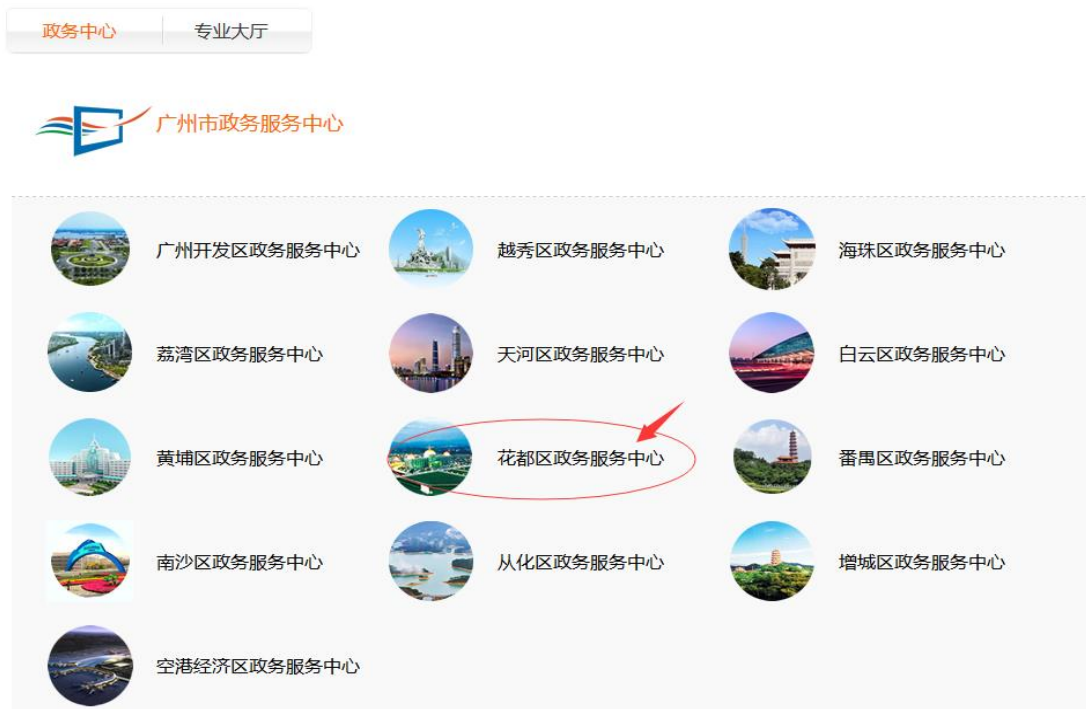 政务中心 专业大厅
广州市政务服务中心
广州开发区政务服务中心 越秀区政务服务中心 海珠区政务服务中心
荔湾区政务服务中心 天河区政务服务中心 白云区政务服务中心
黄埔区政务服务中心 花都区政务服务中心 番禺区政务服务中心
南沙区政务服务中心 从化区政务服务中心 增城区政务服务中心
空港经济区政务服务中心